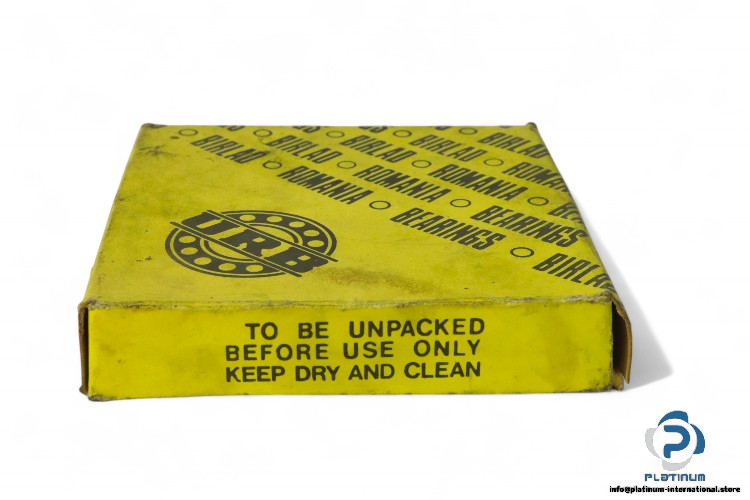 BIRLAD BIRLAD BIRLAD BIRLAD BIRLAD
ROMANIA ROMANIA ROMANIA ROMANIA
BEARINGS BEARINGS
BIRLAD
URB
TO BE UNPACKED
BEFORE USE ONLY
KEEP DRY AND CLEAN
PLATINUM
info@platinum-international.store